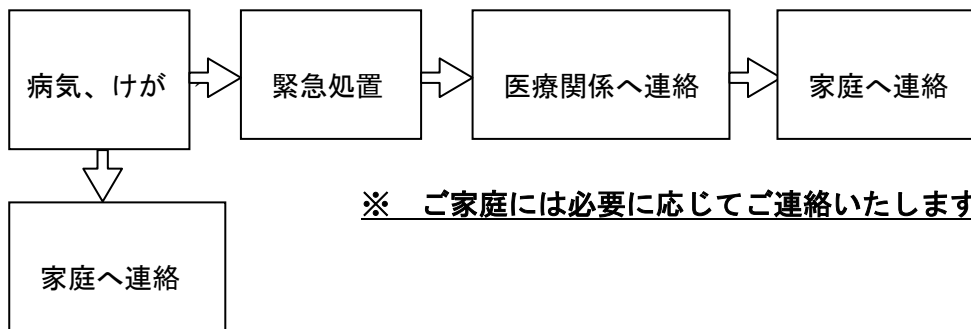 病気、けが
緊急処置
医療関係へ連絡
家庭へ連絡
※　ご家庭には必要に応じてご連絡いたします
家庭へ連絡